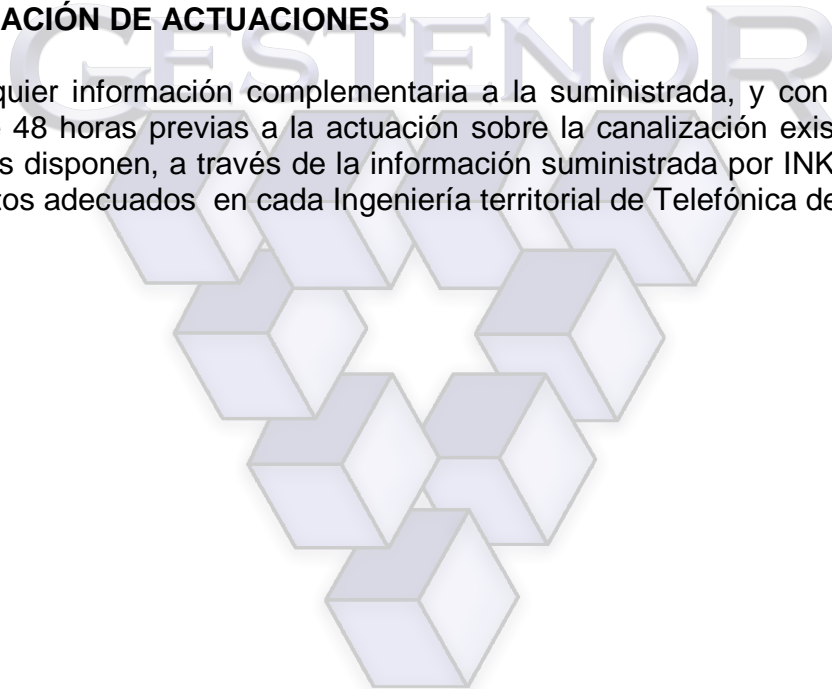 ACIÓN DE ACTUACIONES
GESTENOR
quier información complementaria a la suministrada, y con
48 horas previas a la actuación sobre la canalización exis
s disponen, a través de la información suministrada por INK
tos adecuados en cada Ingeniería territorial de Telefónica de